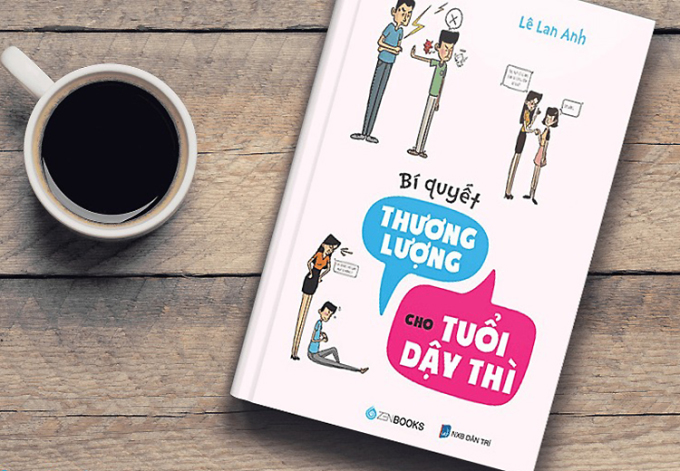 Lê Lan Anh
Bí quyết
THƯƠNG
LƯỢNG
CHO TUỔI
DẬY THÌ
ZENBOOKS
NXB DÂN TRÍ